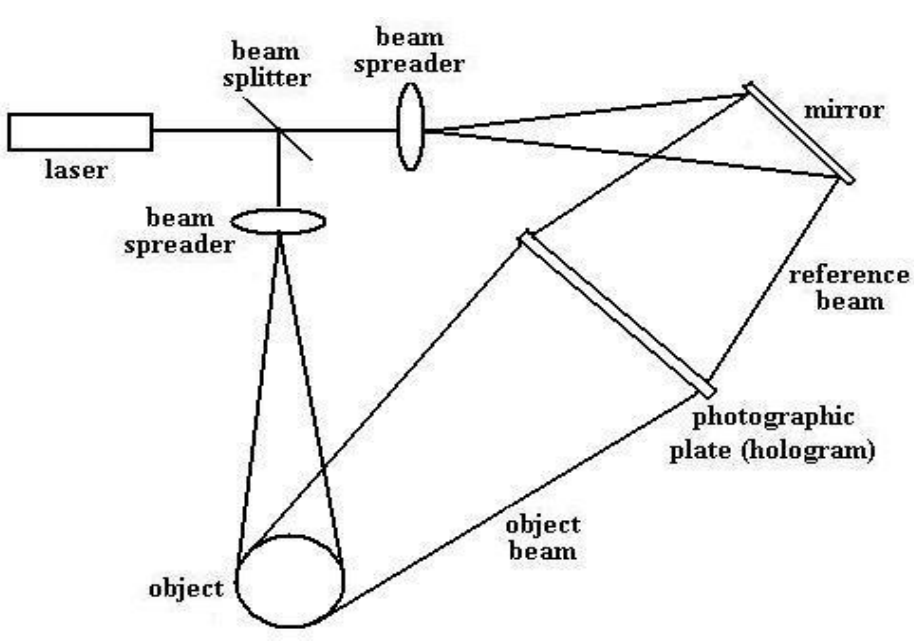 beam
spreader
beam
splitter
mirror
laser
beam
spreader
reference
beam
photographic
plate (hologram)
object
beam
object